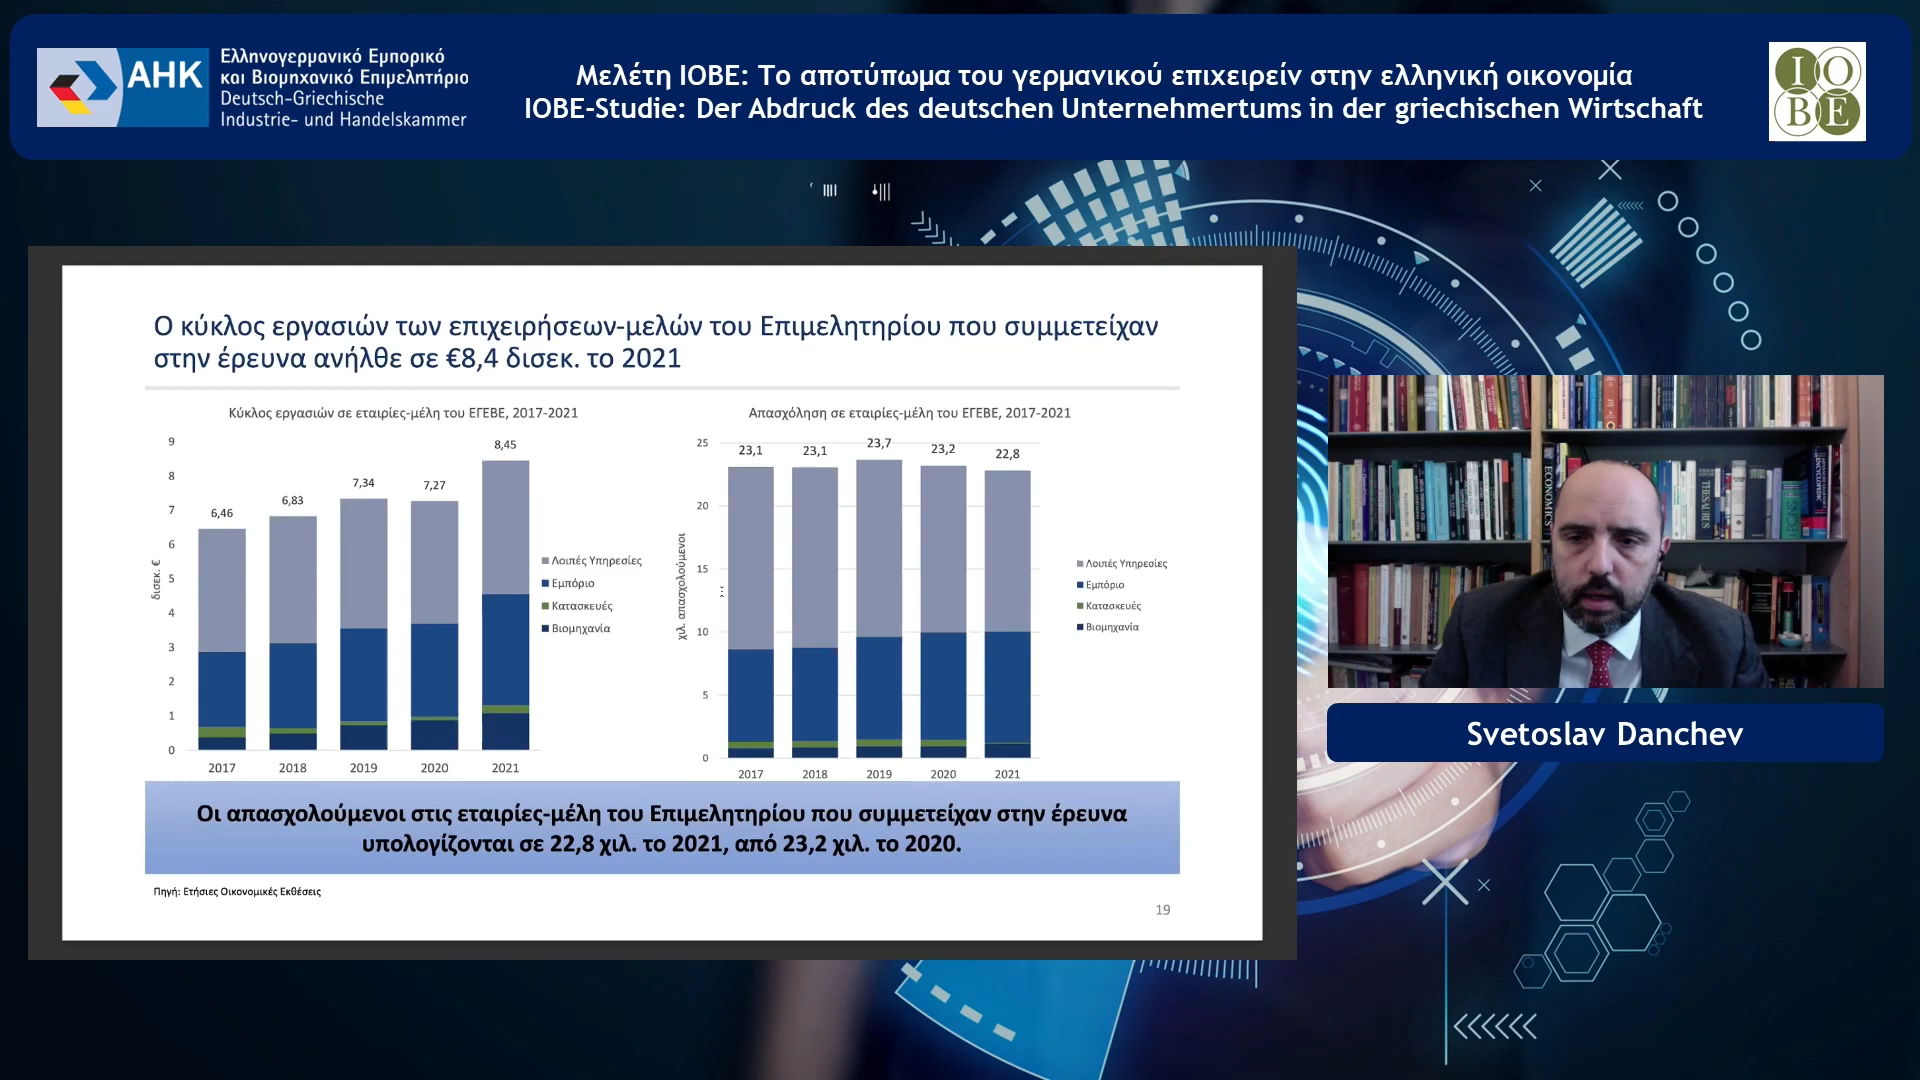 AHK
Ελληνογερμανικό Εμπορικό
και Βιομηχανικό Επιμελητήριο
Deutsch-Griechische
Industrie- und Handelskammer
Μελέτη ΙΟΒΕ: Το αποτύπωμα του γερμανικού επιχειρείν στην ελληνική οικονομία
IOBE-Studie: Der Abdruck des deutschen Unternehmertums in der griechischen Wirtschaft
I O
B E
Ο κύκλος εργασιών των επιχειρήσεων-μελών του Επιμελητηρίου που συμμετείχαν
στην έρευνα ανήλθε σε €8,4 δισεκ. το 2021
Κύκλος εργασιών σε εταιρίες-μέλη του ΕΓΕΒΕ, 2017-2021
δισεκ. €
9
8
7
6
5
4
3
2
1
0
6,46
6,83
7,34
7,27
8,45
2017 2018 2019 2020 2021
Λοιπές Υπηρεσίες
Εμπόριο
Κατασκευές
Βιομηχανία
Απασχόληση σε εταιρίες-μέλη του ΕΓΕΒΕ, 2017-2021
χιλ. απασχολούμενοι
25
20
15
10
5
0
23,1
23,1
23,7
23,2
22,8
2017 2018 2019 2020 2021
Λοιπές Υπηρεσίες
Εμπόριο
Κατασκευές
Βιομηχανία
Οι απασχολούμενοι στις εταιρίες-μέλη του Επιμελητηρίου που συμμετείχαν στην έρευνα
υπολογίζονται σε 22,8 χιλ. το 2021, από 23,2 χιλ. το 2020.
Πηγή: Ετήσιες Οικονομικές Εκθέσεις
19
ECONOMICS
THESAURUS
Svetoslav Danchev